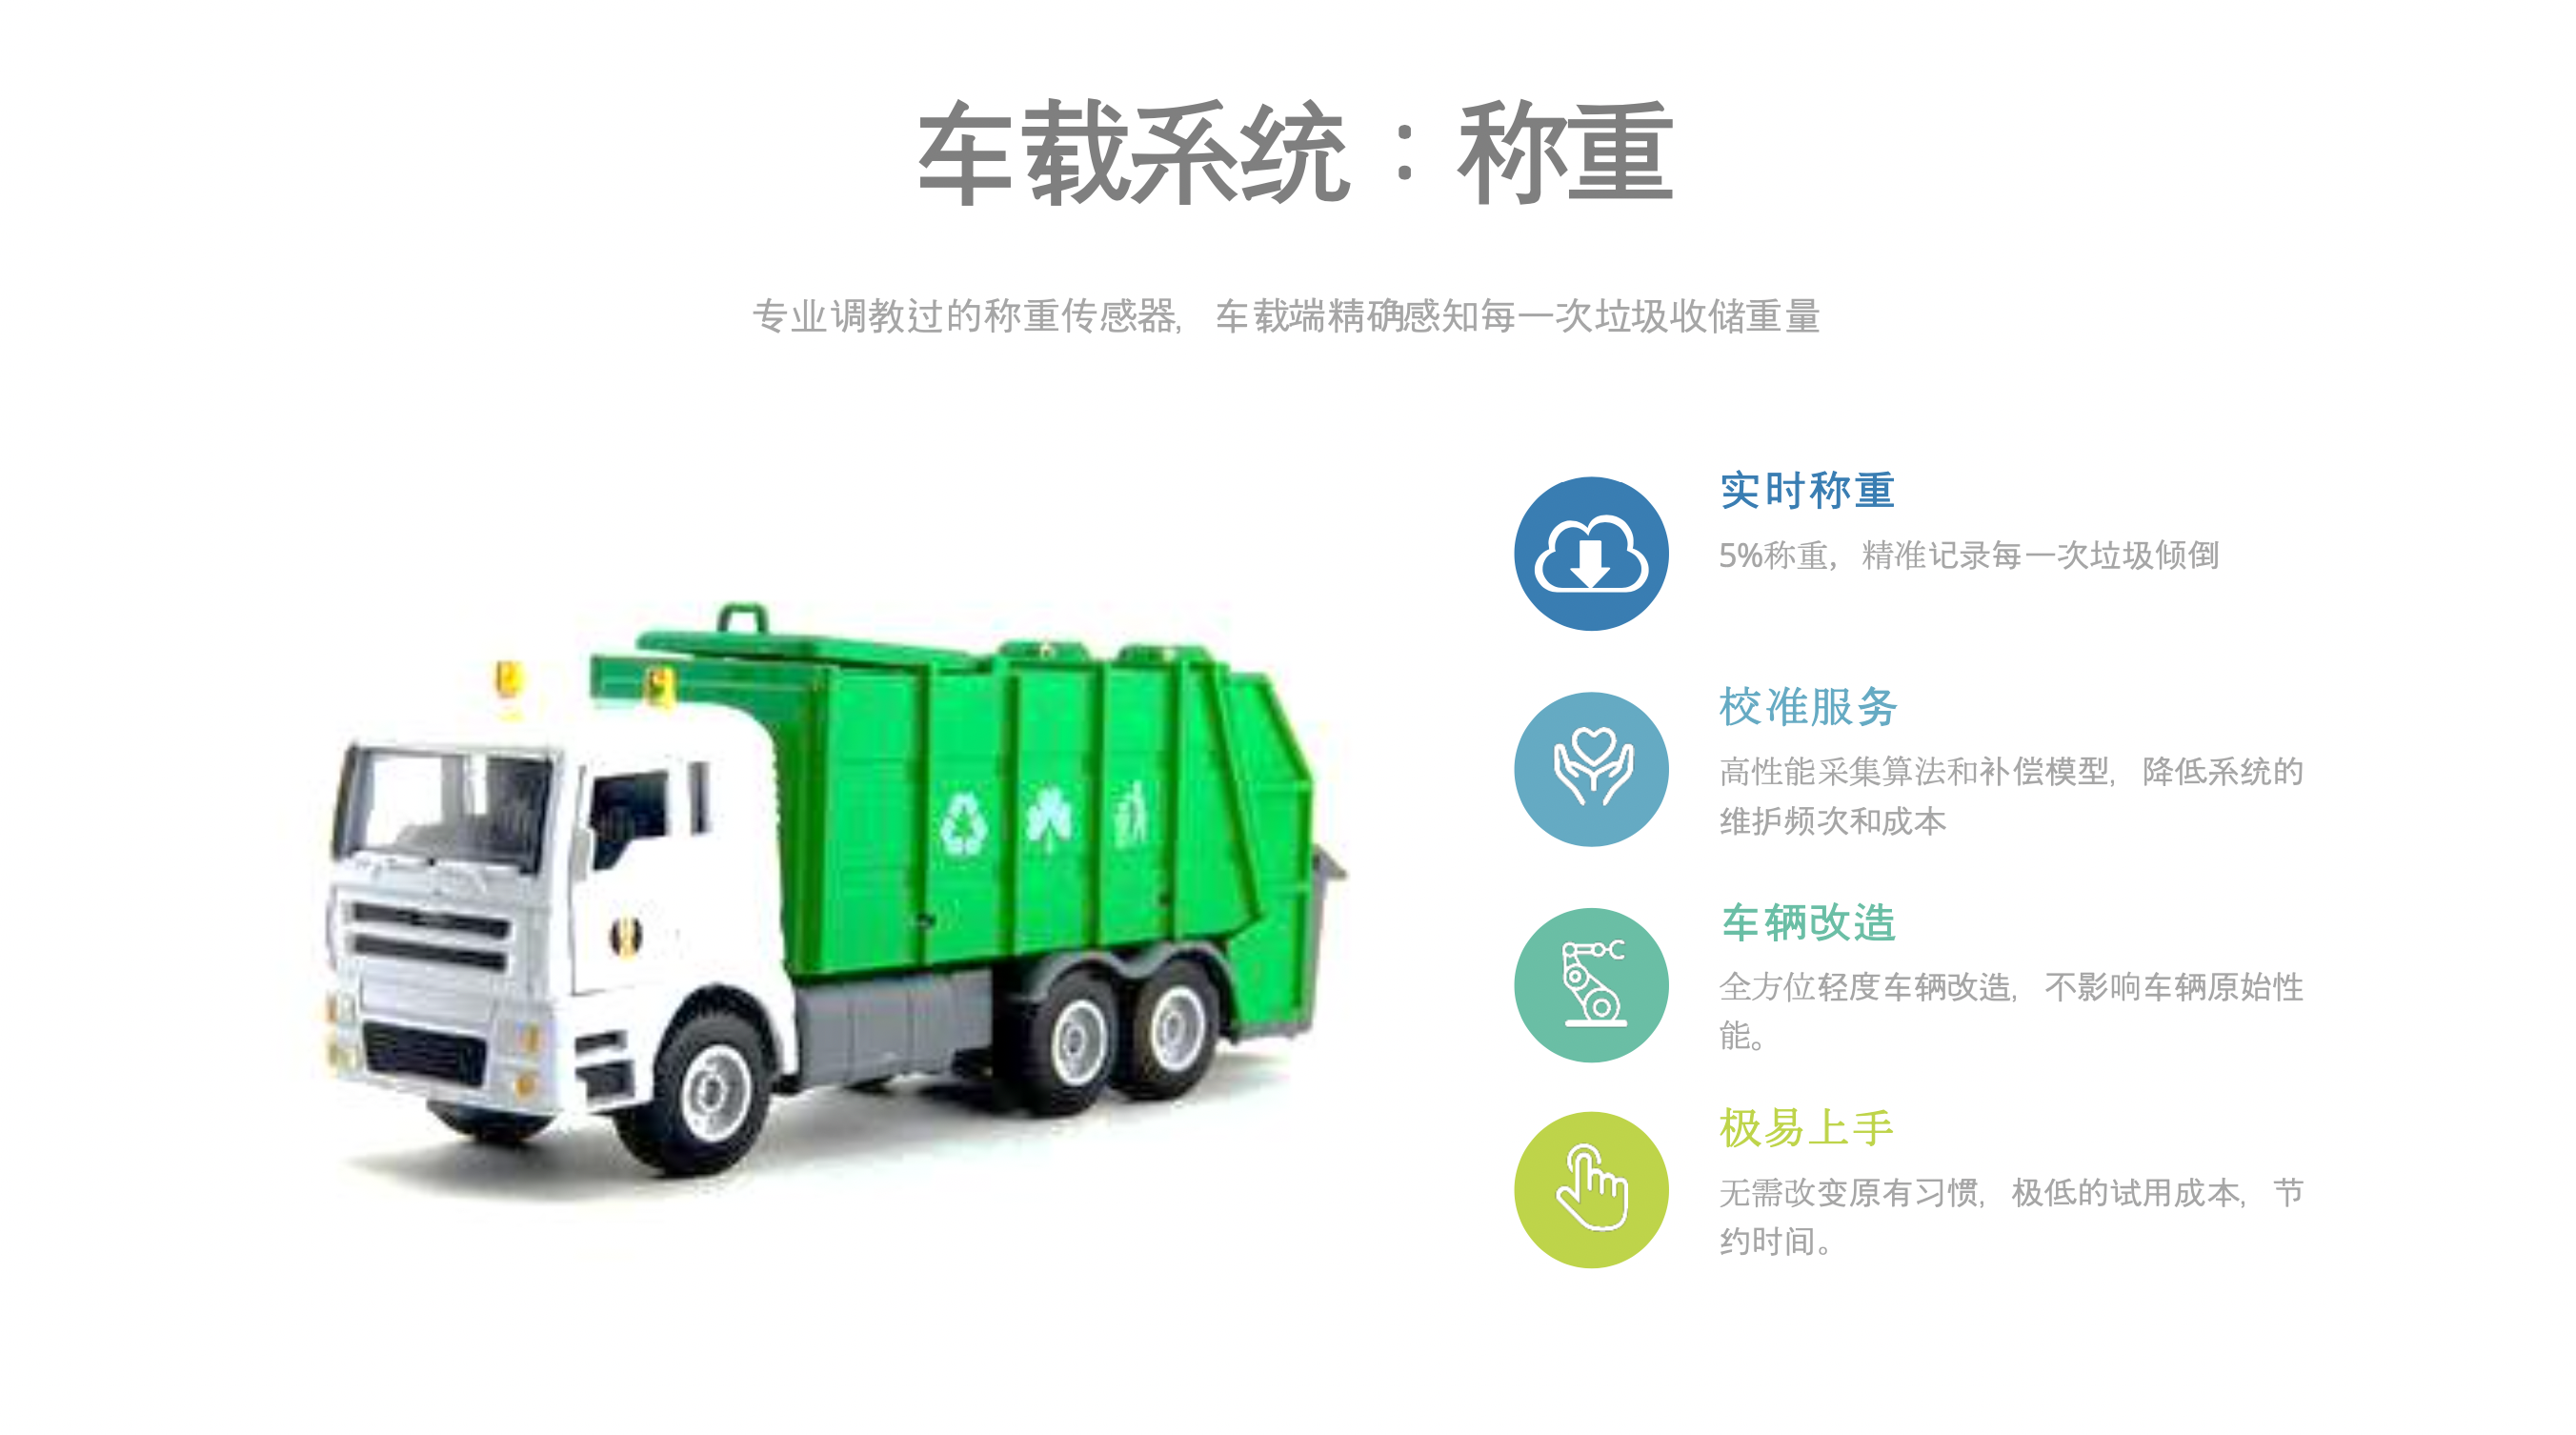 车载系统：称重
专业调教过的称重传感器，车载端精确感知每一次垃圾收储重量
实时称重
5%称重，精准记录每一次垃圾倾倒
校准服务
高性能采集算法和补偿模型，降低系统的
维护频次和成本
车辆改造
全方位轻度车辆改造，不影响车辆原始性
能。
极易上手
无需改变原有习惯，极低的试用成本，节
约时间。